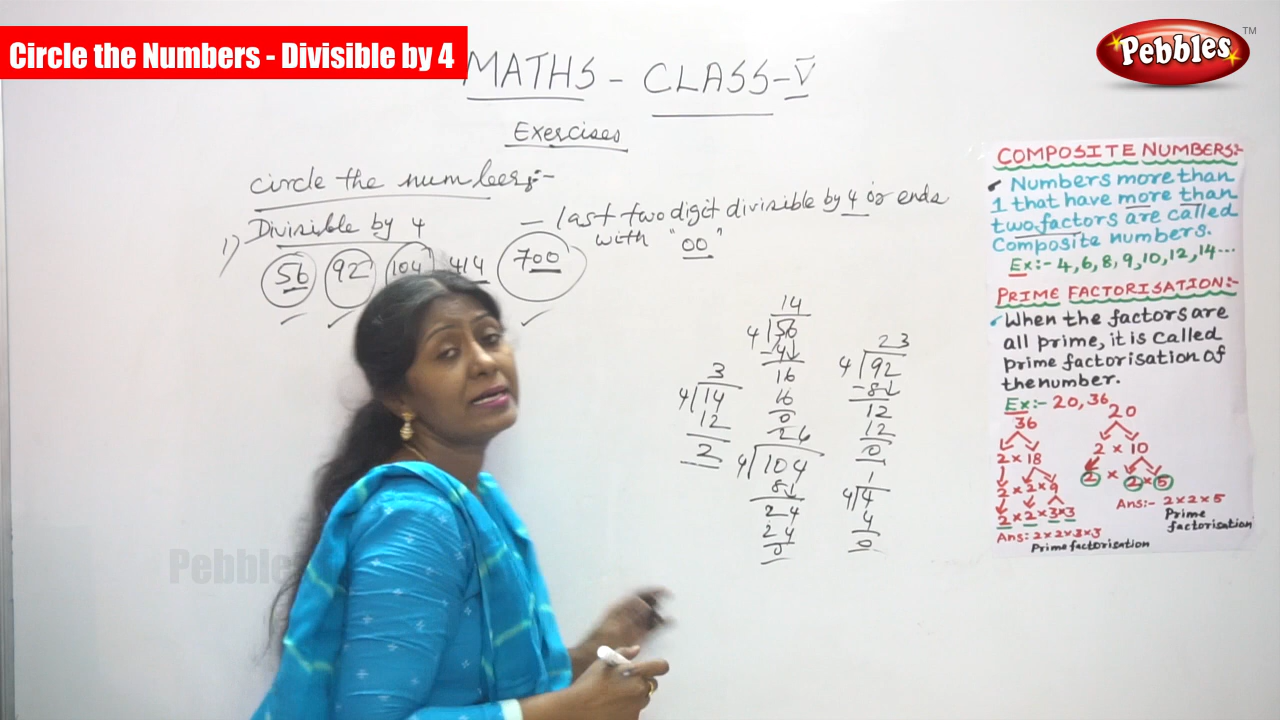 Circle the Numbers - Divisible by 4
Pebbles™
MATHS - CLASS-V
Exercises
circle the numbers:-
1) Divisible by 4
- last two digit divisible by 4 or ends
with "00"
56 92 104 414 700
14
4 56
-4↓
16
16
0
23
4 92
-8↓
12
12
0
3
4 14
12
2
26
4 104
8↓
24
24
0
1
4 4
4
0
COMPOSITE NUMBERS:-
Numbers more than
1 that have more than
two factors are called
Composite numbers.
Ex:- 4, 6, 8, 9, 10, 12, 14...
PRIME FACTORISATION:-
When the factors are
all prime, it is called
prime factorisation of
the number.
Ex:- 20, 36
36
2 × 18
2 × 2 × 9
2 × 2 × 3 × 3
Ans: 2 × 2 × 3 × 3
Prime factorisation
20
2 × 10
2 × 2 × 5
Ans:- 2 × 2 × 5
Prime
factorisation
Pebbles